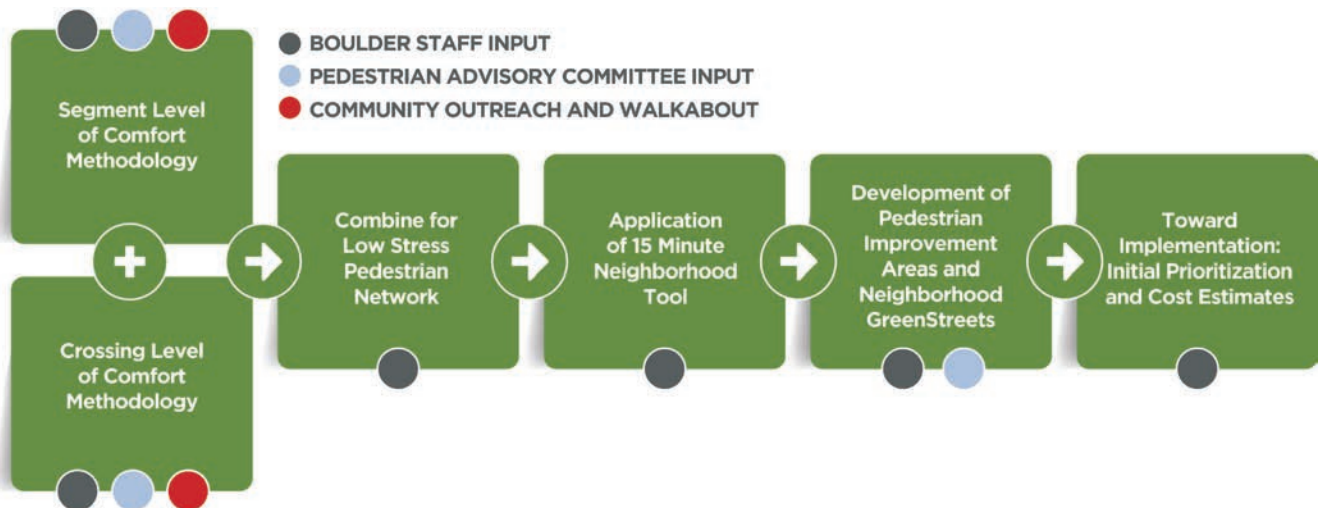 BOULDER STAFF INPUT
PEDESTRIAN ADVISORY COMMITTEE INPUT
COMMUNITY OUTREACH AND WALKABOUT
Segment Level
of Comfort
Methodology
Crossing Level
of Comfort
Methodology
Combine for
Low Stress
Pedestrian
Network
Application
of 15 Minute
Neighborhood
Tool
Development of
Pedestrian
Improvement
Areas and
Neighborhood
GreenStreets
Toward
Implementation:
Initial Prioritization
and Cost Estimates